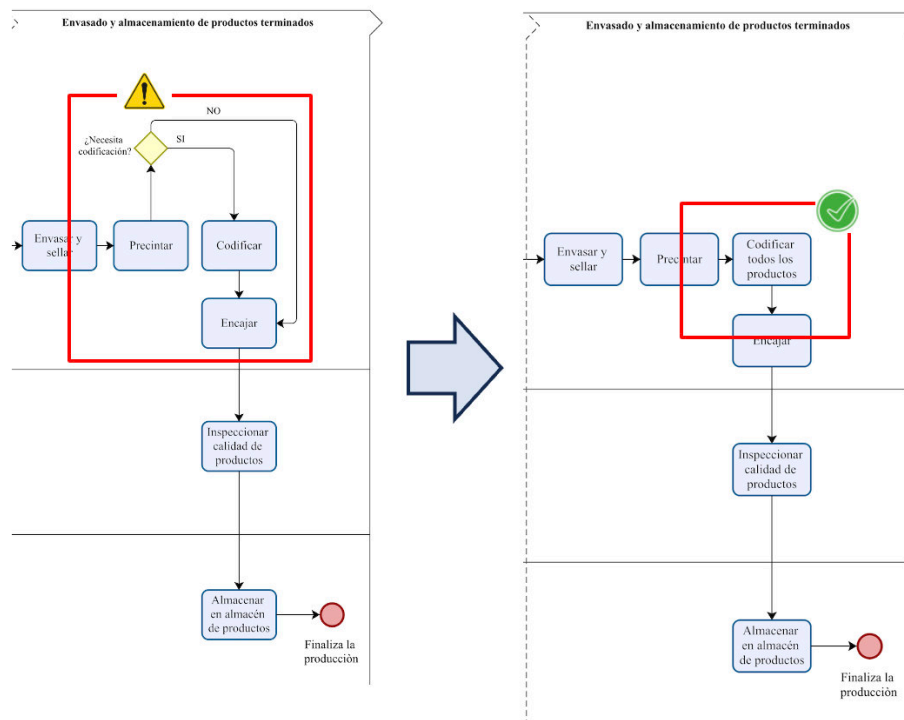 Envasado y almacenamiento de productos terminados
NO
¿Necesita
codificación?
SI
Envasar y
sellar
Precintar
Codificar
Encajar
Inspeccionar
calidad de
productos
Almacenar
en almacén
de productos
Finaliza la
producciòn
Envasado y almacenamiento de productos terminados
Envasar y
sellar
Precintar
Codificar
todos los
productos
Encajar
Inspeccionar
calidad de
productos
Almacenar
en almacén
de productos
Finaliza la
producciòn